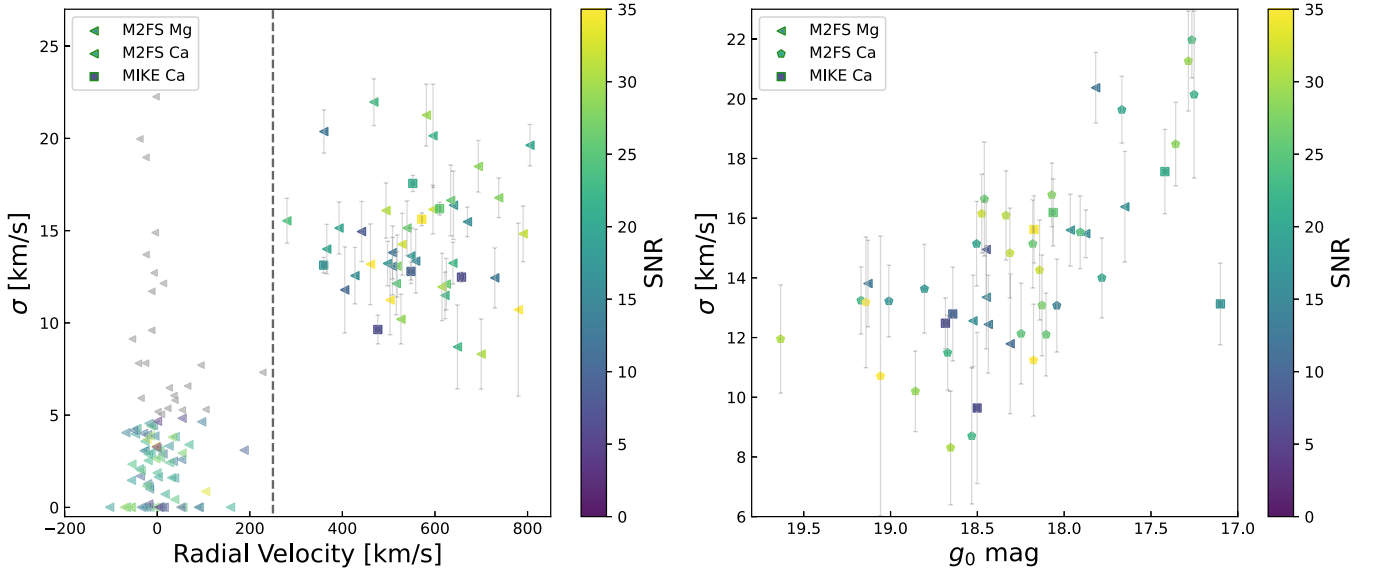 M2FS Mg
M2FS Ca
MIKE Ca
25
20
15
10
5
0
σ [km/s]
−200 0 200 400 600 800
Radial Velocity [km/s]
35
30
25
20
15
10
5
0
SNR
M2FS Mg
M2FS Ca
MIKE Ca
22
20
18
16
14
12
10
8
6
σ [km/s]
19.5 19.0 18.5 18.0 17.5 17.0
g₀ mag
35
30
25
20
15
10
5
0
SNR